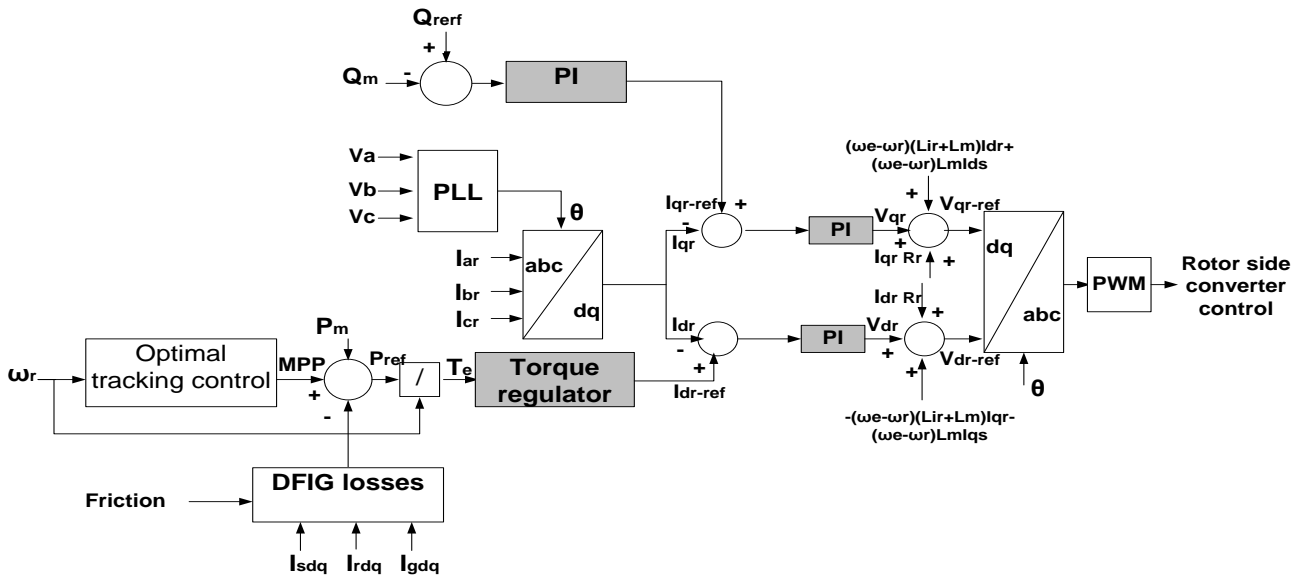 Qrerf
+
-
Qm
PI
Va
Vb
Vc
PLL
θ
Iar
Ibr
Icr
abc
dq
Iqr-ref
+
-
Iqr
Idr
-
+
Idr-ref
PI
Vqr
+
(ωe-ωr)(Lir+Lm)Idr+
(ωe-ωr)LmIds
+
Vqr-ref
Iqr Rr
+
Idr Rr
+
PI
Vdr
+
Vdr-ref
+
-(ωe-ωr)(Lir+Lm)Iqr-
(ωe-ωr)LmIqs
dq
abc
θ
PWM
Rotor side
converter
control
ωr
Optimal
tracking control
MPP
+
Pm
-
Pref
/
Te
Torque
regulator
DFIG losses
Friction
Isdq
Irdq
Igdq